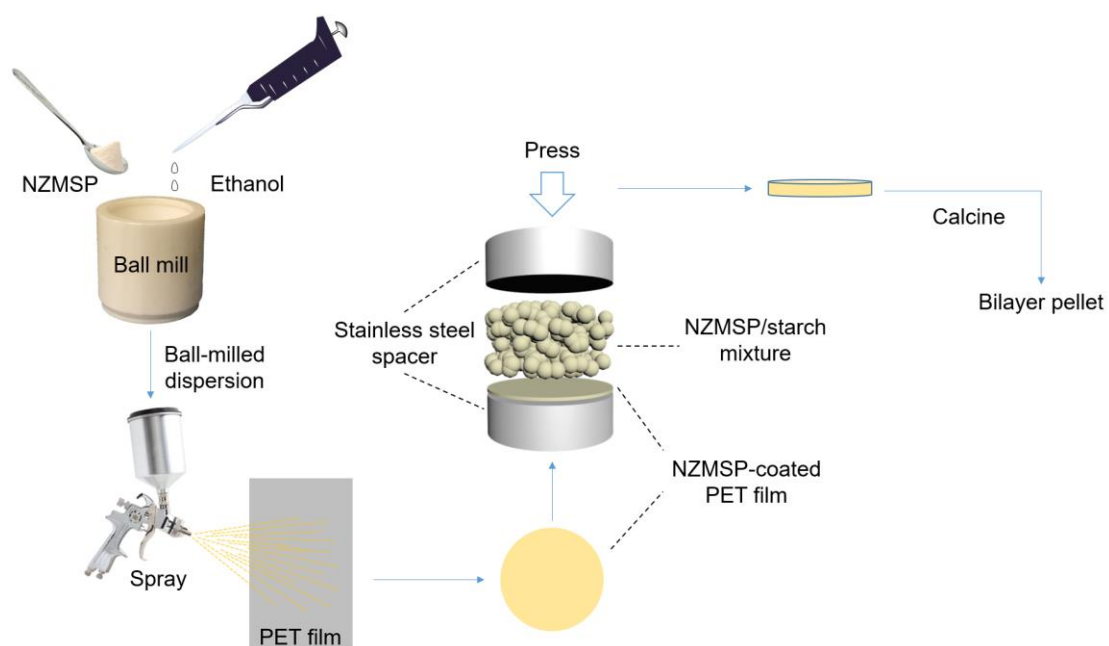 NZMSP
Ethanol
Ball mill
Ball-milled
dispersion
Spray
PET film
Press
Stainless steel
spacer
NZMSP/starch
mixture
NZMSP-coated
PET film
Calcine
Bilayer pellet